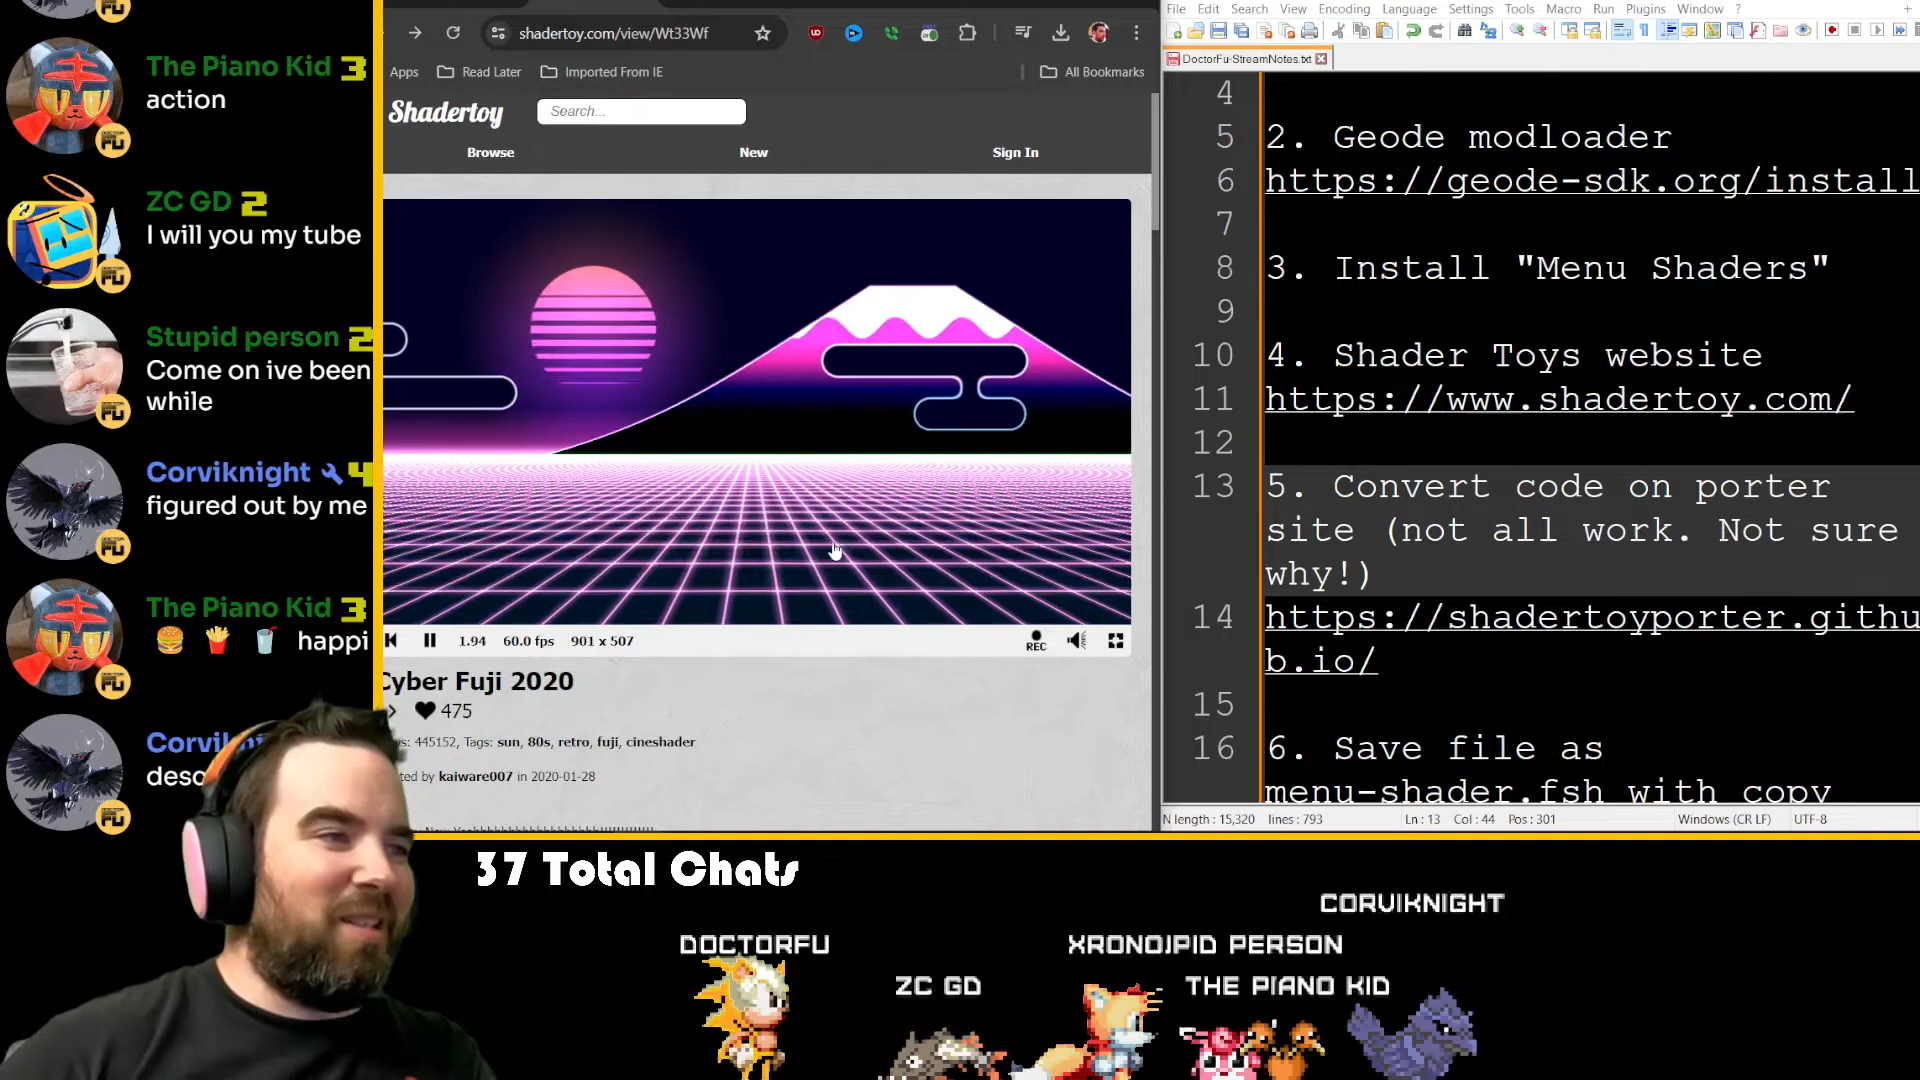 The Piano Kid 3
action
ZC GD 2
I will you my tube
Stupid person 2
Come on ive been
while
Corviknight 4
figured out by me
The Piano Kid 3
happi
desc
shadertoy.com/view/Wt33Wf
Apps
Read Later
Imported From IE
All Bookmarks
Shadertoy
Search...
Browse
New
Sign In
1.94
60.0 fps
901 x 507
REC
Cyber Fuji 2020
475
445152, Tags: sun, 80s, retro, fuji, cineshader
by kaiware007 in 2020-01-28
File Edit Search View Encoding Language Settings Tools Macro Run Plugins Window ?
DoctorFu-StreamNotes.txt
4
5 2. Geode modloader
6 https://geode-sdk.org/install
7
8 3. Install "Menu Shaders"
9
10 4. Shader Toys website
11 https://www.shadertoy.com/
12
13 5. Convert code on porter
site (not all work. Not sure
why!)
14 https://shadertoyporter.githu
b.io/
15
16 6. Save file as
menu-shader.fsh with copy
length : 15,320 lines : 793
Ln : 13 Col : 44 Pos : 301
Windows (CR LF)
UTF-8
37 Total Chats
CORVIKNIGHT
DOCTORFU
XRONOJPID PERSON
ZC GD
THE PIANO KID